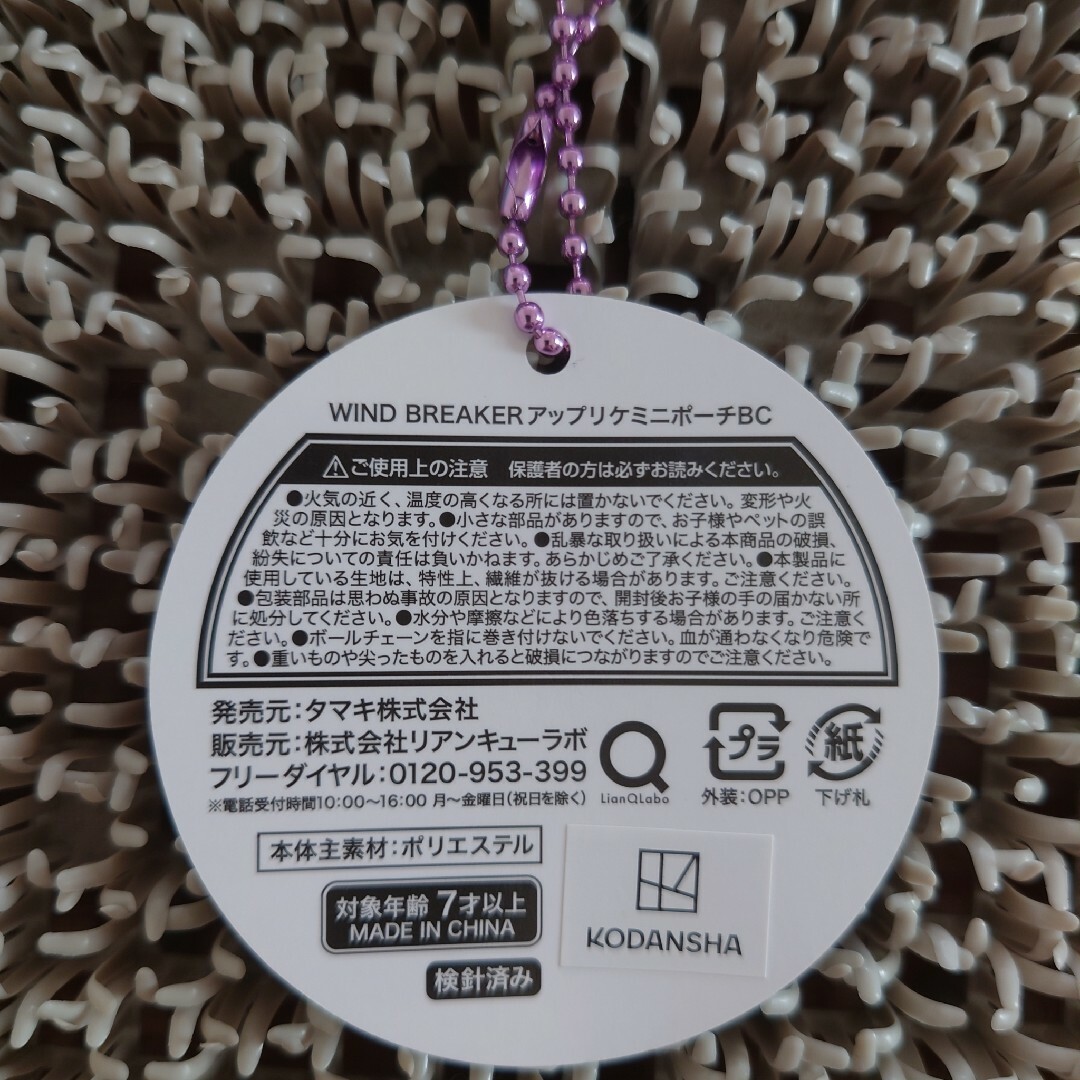 WIND BREAKERアップリケミニポーチBC
⚠ご使用上の注意 保護者の方は必ずお読みください。
●火気の近く、温度の高くなる所には置かないでください。変形や火
災の原因となります。●小さな部品がありますので、お子様やペットの誤
飲など十分にお気を付けください。●乱暴な取り扱いによる本商品の破損、
紛失についての責任は負いかねます。あらかじめご了承ください。●本製品に
使用している生地は、特性上、繊維が抜ける場合があります。ご注意ください。
●包装部品は思わぬ事故の原因となりますので、開封後お子様の手の届かない所
に処分してください。●水分や摩擦などにより色落ちする場合があります。ご注意く
ださい。●ボールチェーンを指に巻き付けないでください。血が通わなくなり危険で
す。●重いものや尖ったものを入れると破損につながりますのでご注意ください。
発売元:タマキ株式会社
販売元:株式会社リアンキューラボ
フリーダイヤル:0120-953-399
※電話受付時間10:00〜16:00 月〜金曜日(祝日を除く)
LianQLabo
プラ
外装:OPP
紙
下げ札
本体主素材:ポリエステル
対象年齢 7才以上
MADE IN CHINA
検針済み
KODANSHA